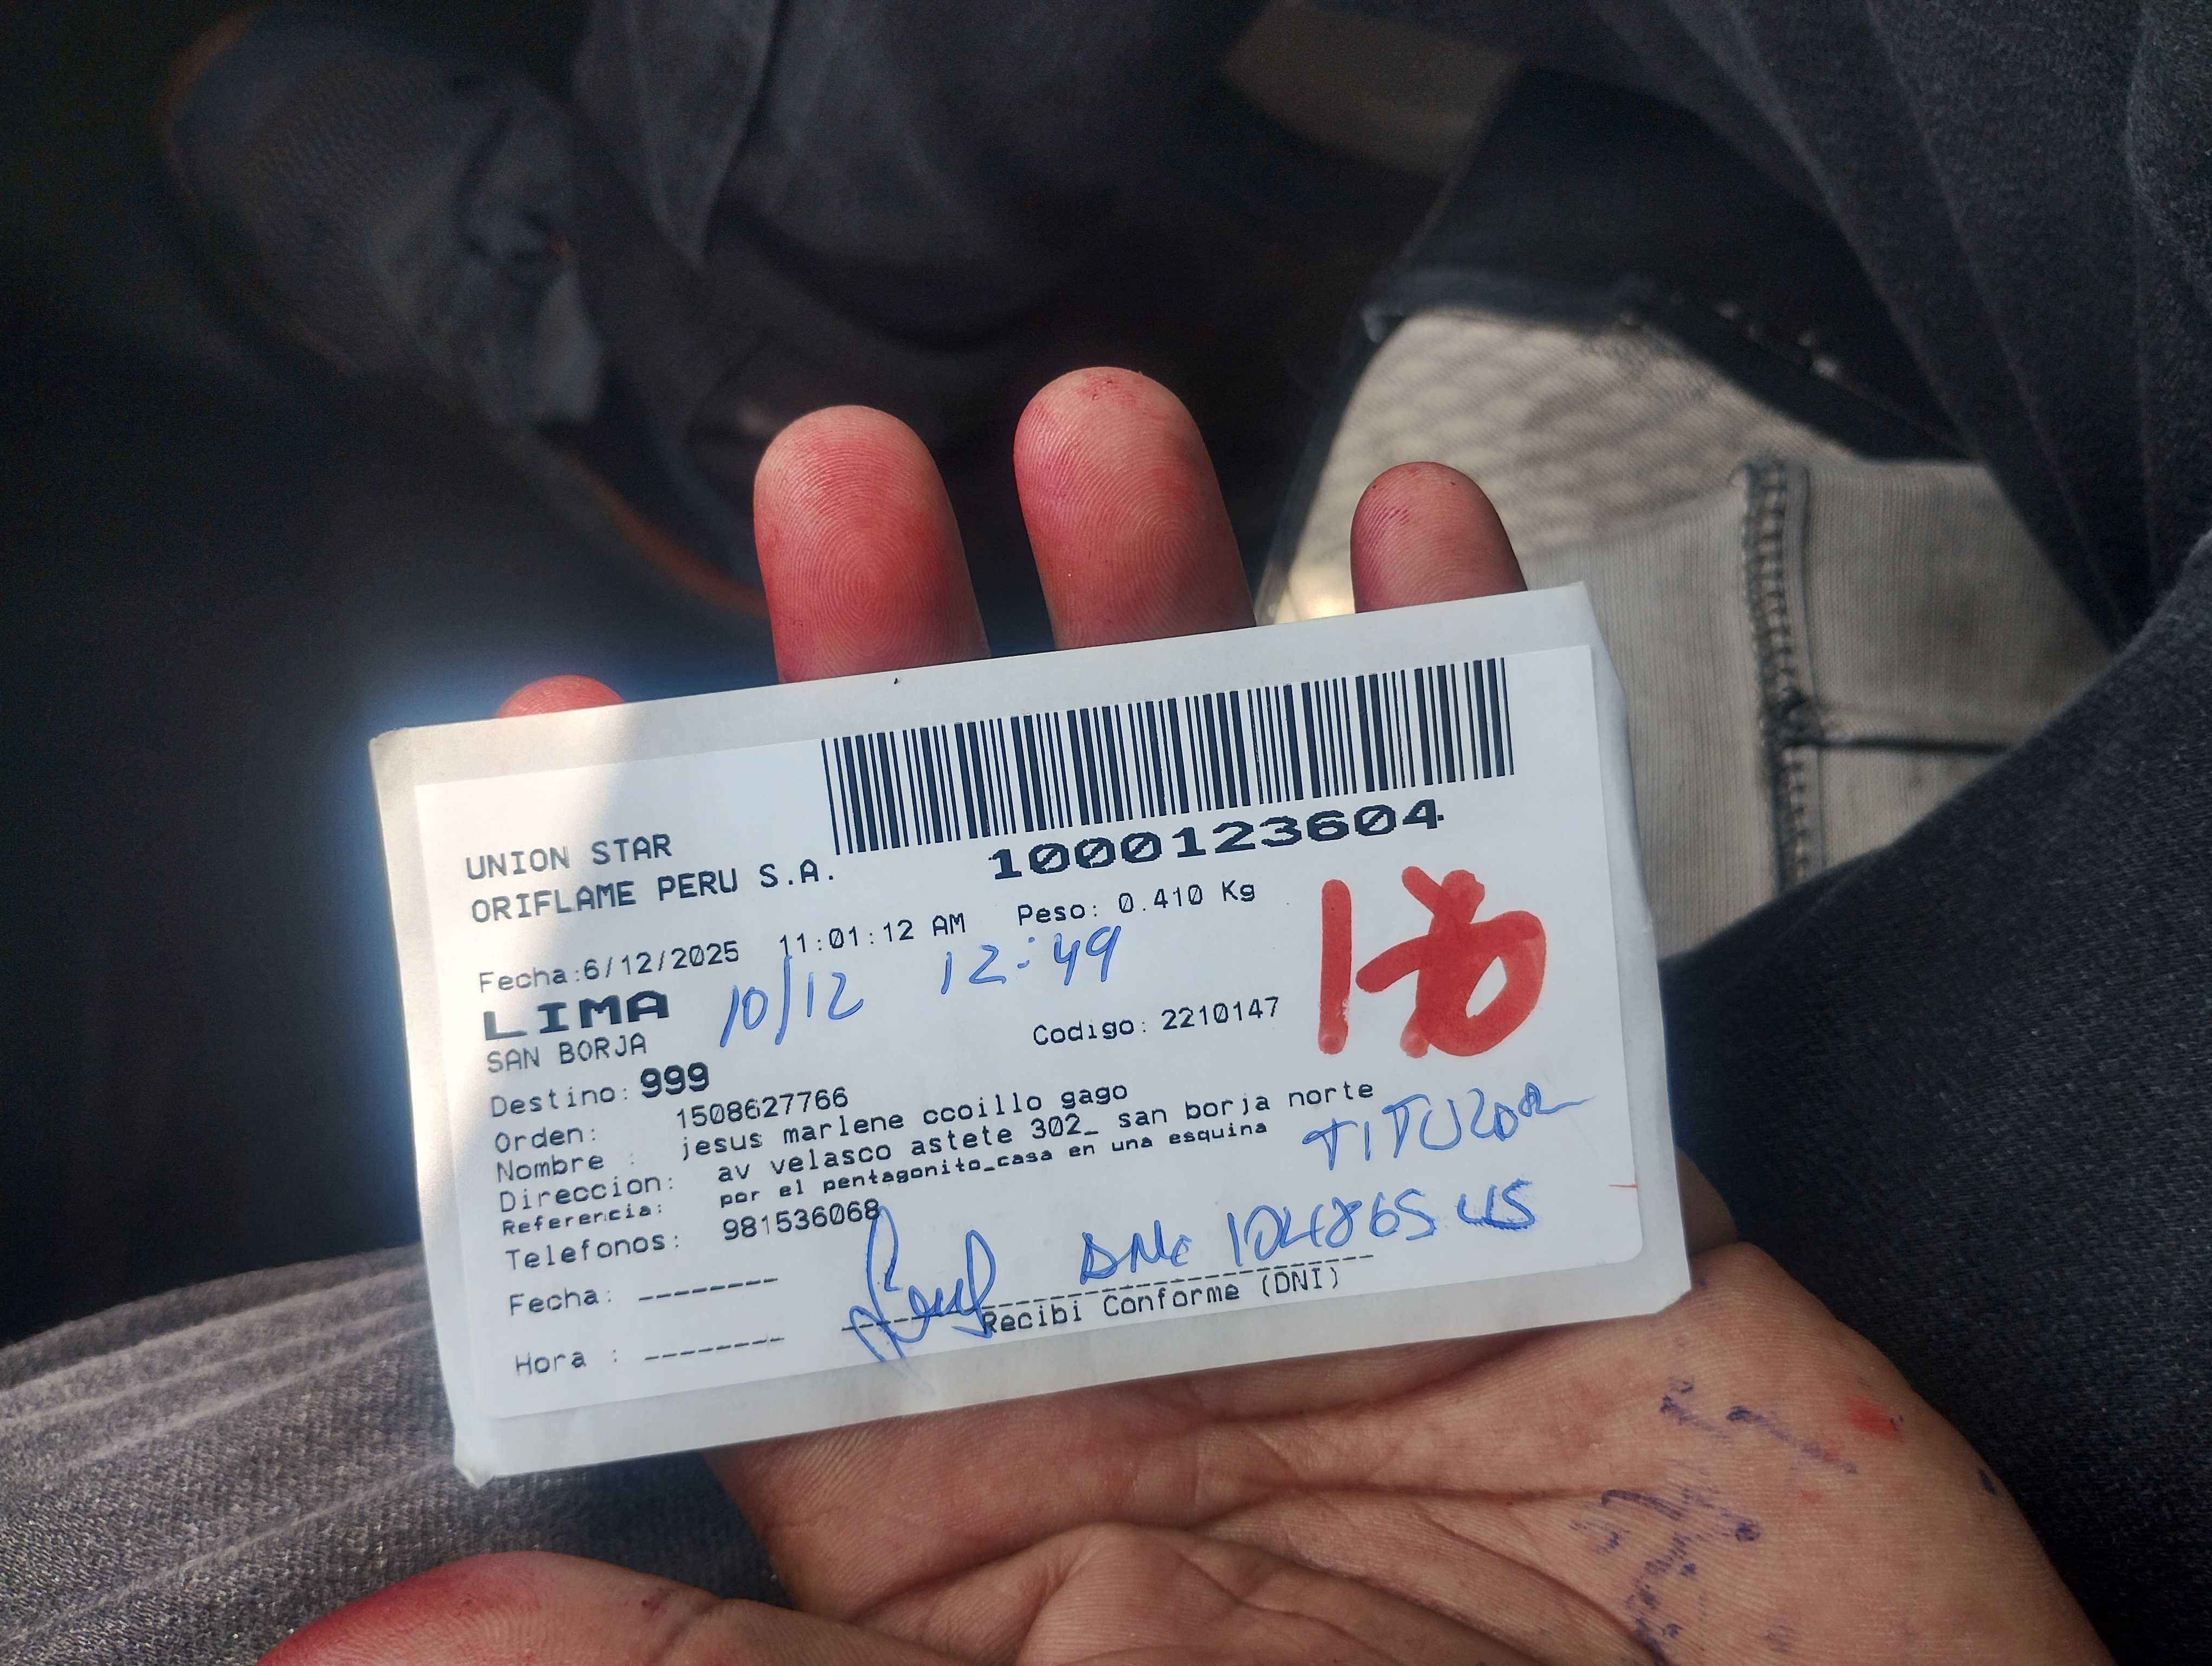 1000123604
UNION STAR
ORIFLAME PERU S.A.
Fecha:6/12/2025 11:01:12 AM Peso: 0.410 Kg
LIMA 10/12 12:49
SAN BORJA Codigo: 2210147
Destino: 999
Orden: 1508627766
Nombre : jesus marlene ccoillo gago
Direccion: av velasco astete 302_ san borja norte
Referencia: por el pentagonito_casa en una esquina
TITULAR
Telefonos: 981536068
Fecha: -------
Recibi Conforme (DNI)
Hora : -------